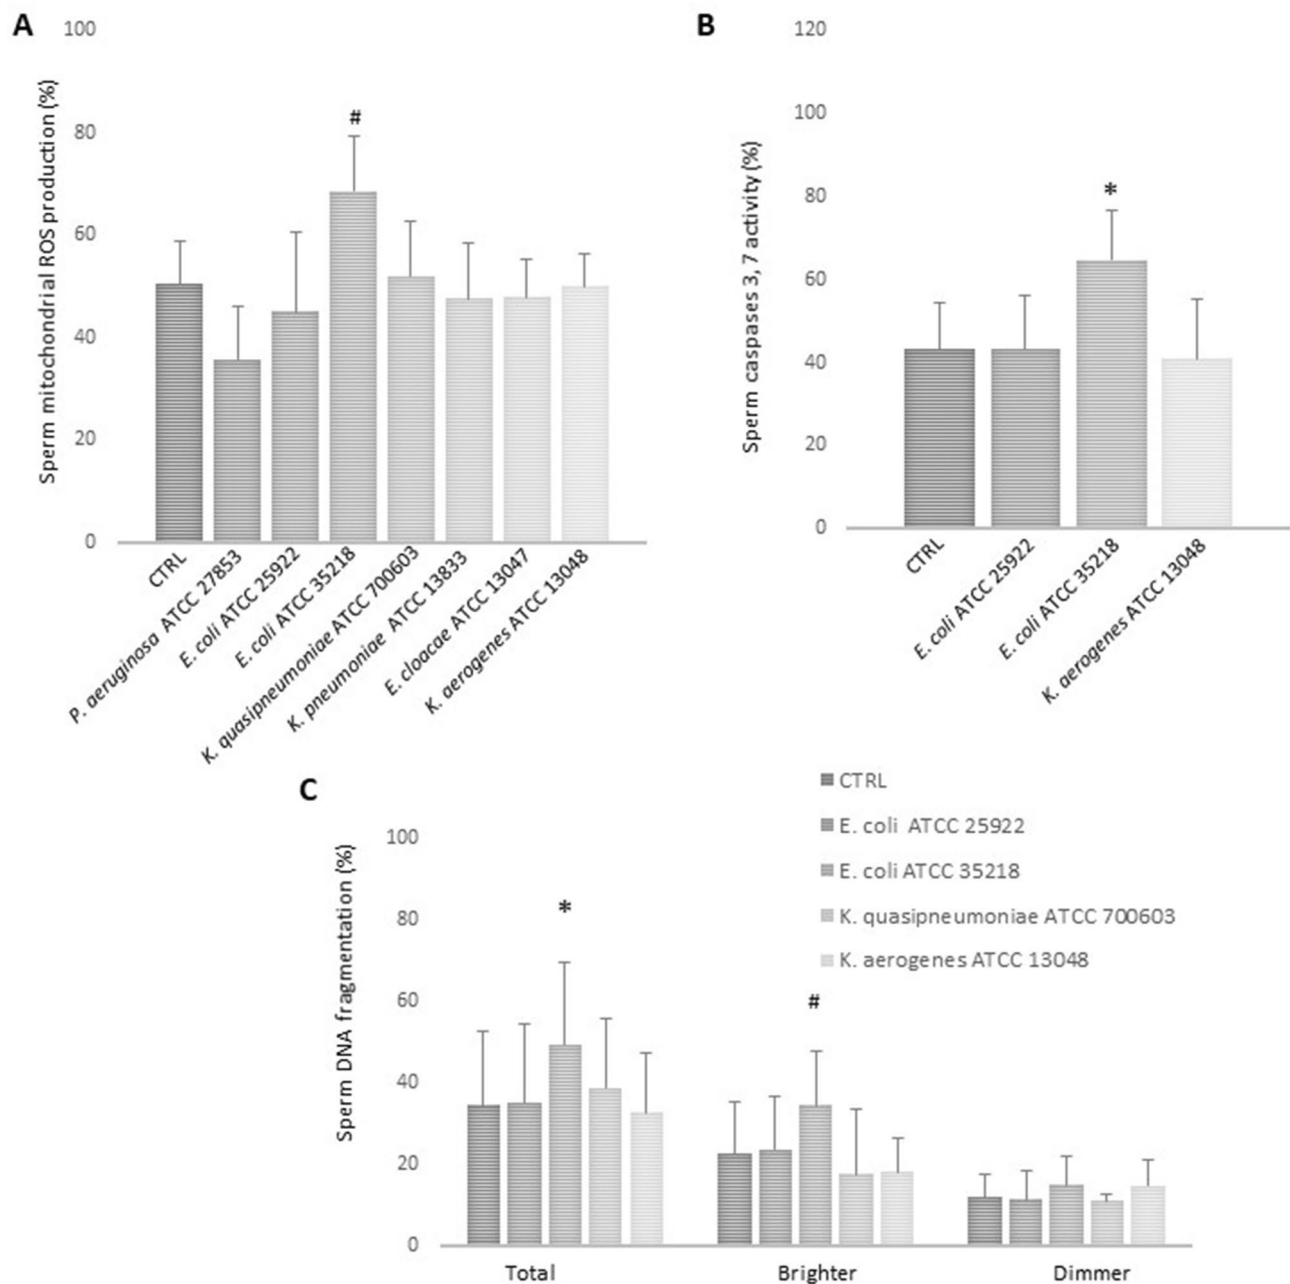 A
Sperm mitochondrial ROS production (%)
100
80
60
40
20
0
#
CTRL
P. aeruginosa ATCC 27853
E. coli ATCC 25922
E. coli ATCC 35218
K. quasipneumoniae ATCC 700603
K. pneumoniae ATCC 13833
E. cloacae ATCC 13047
K. aerogenes ATCC 13048
B
Sperm caspases 3, 7 activity (%)
120
100
80
60
40
20
0
*
CTRL
E. coli ATCC 25922
E. coli ATCC 35218
K. aerogenes ATCC 13048
C
Sperm DNA fragmentation (%)
100
80
60
40
20
0
*
#
CTRL
E. coli ATCC 25922
E. coli ATCC 35218
K. quasipneumoniae ATCC 700603
K. aerogenes ATCC 13048
Total
Brighter
Dimmer